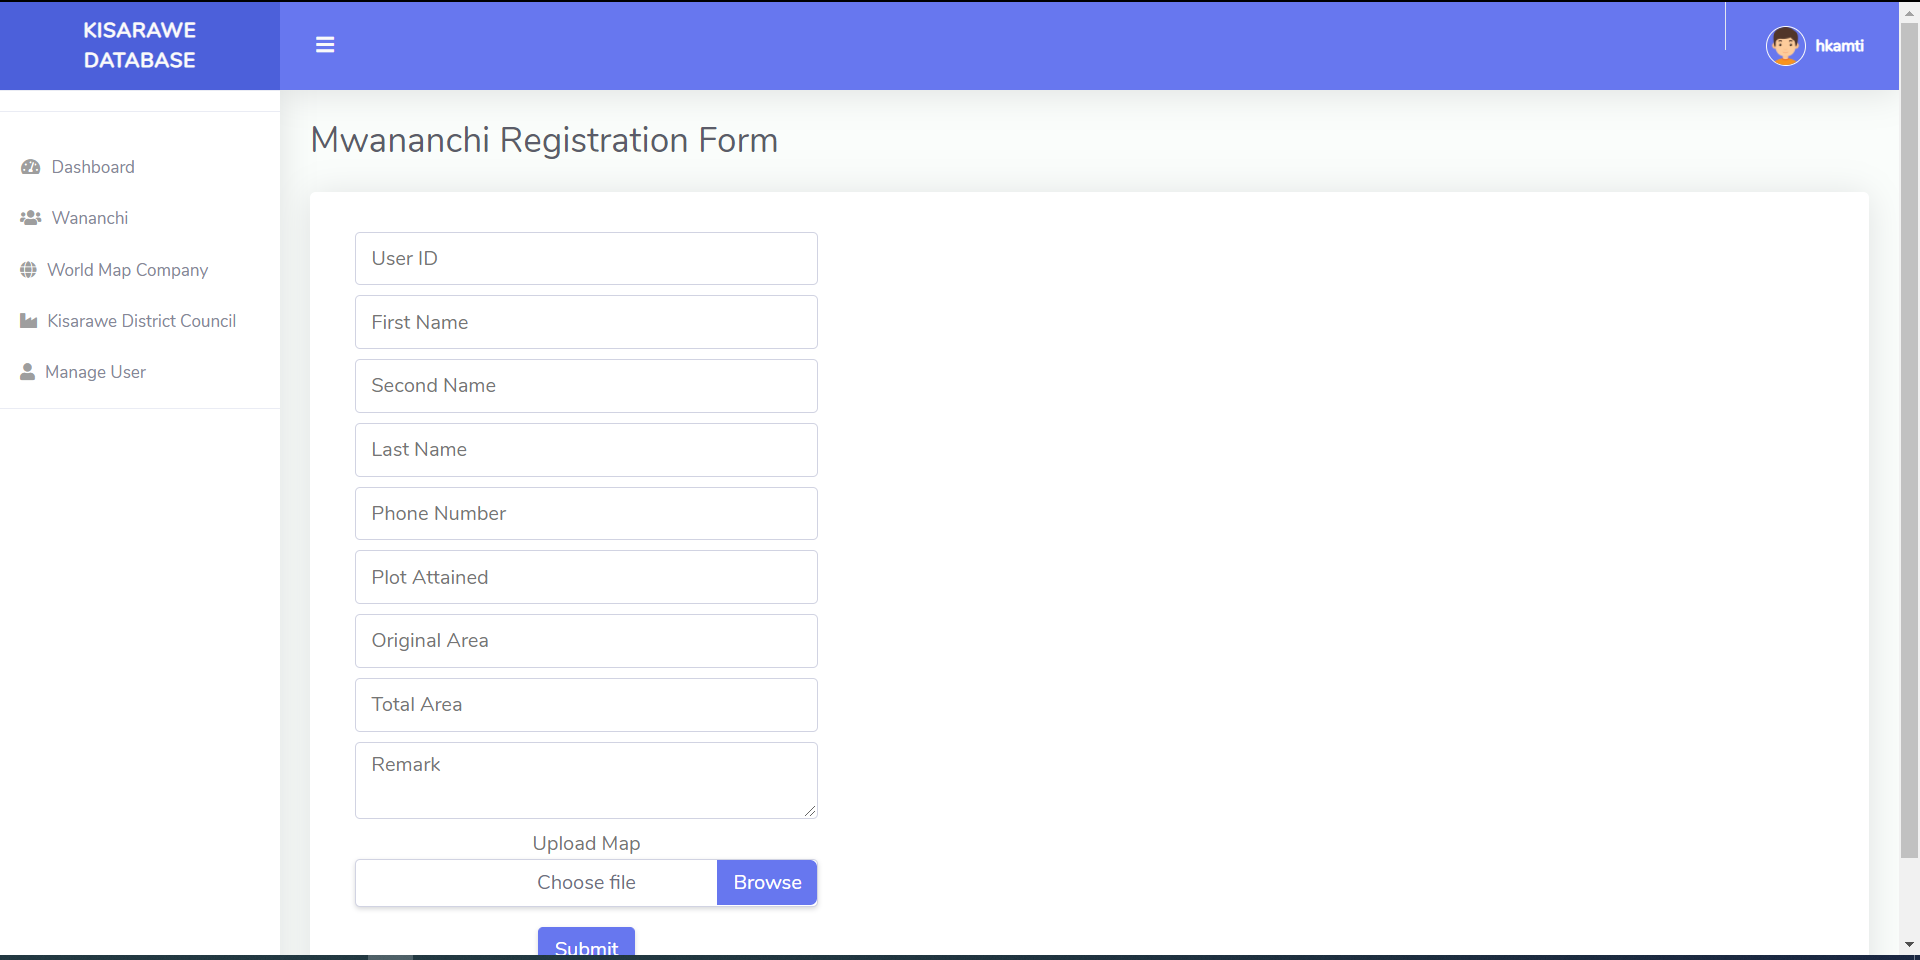 KISARAWE
DATABASE
hkamti
Dashboard
Wananchi
World Map Company
Kisarawe District Council
Manage User
Mwananchi Registration Form
User ID
First Name
Second Name
Last Name
Phone Number
Plot Attained
Original Area
Total Area
Remark
Upload Map
Choose file
Browse
Submit